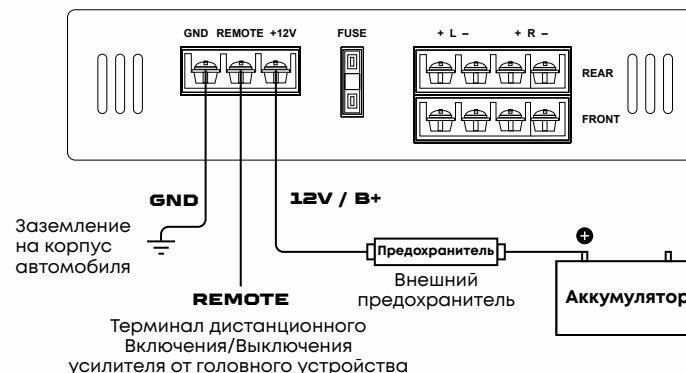 GND REMOTE +12V FUSE + L – + R –
REAR
FRONT
GND
12V / B+
Заземление
на корпус
автомобиля
Предохранитель
Внешний
предохранитель
Аккумулятор
REMOTE
Терминал дистанционного
Включения/Выключения
усилителя от головного устройства